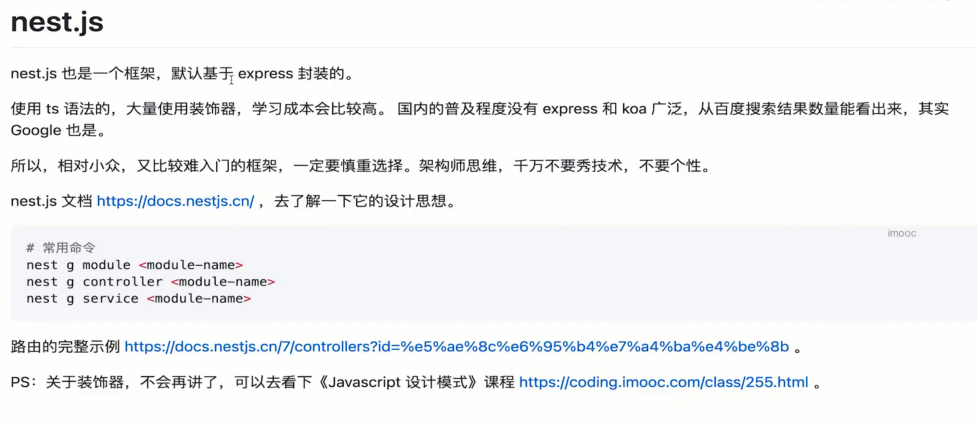 nest.js
nest.js 也是一个框架，默认基于 express 封装的。
使用 ts 语法的，大量使用装饰器，学习成本会比较高。 国内的普及程度没有 express 和 koa 广泛，从百度搜索结果数量能看出来，其实
Google 也是。
所以，相对小众，又比较难入门的框架，一定要慎重选择。架构师思维，千万不要秀技术，不要个性。
nest.js 文档 https://docs.nestjs.cn/ ，去了解一下它的设计思想。
imooc
# 常用命令
nest g module <module-name>
nest g controller <module-name>
nest g service <module-name>
路由的完整示例 https://docs.nestjs.cn/7/controllers?id=%e5%ae%8c%e6%95%b4%e7%a4%ba%e4%be%8b 。
PS：关于装饰器，不会再讲了，可以去看下《Javascript 设计模式》课程 https://coding.imooc.com/class/255.html 。